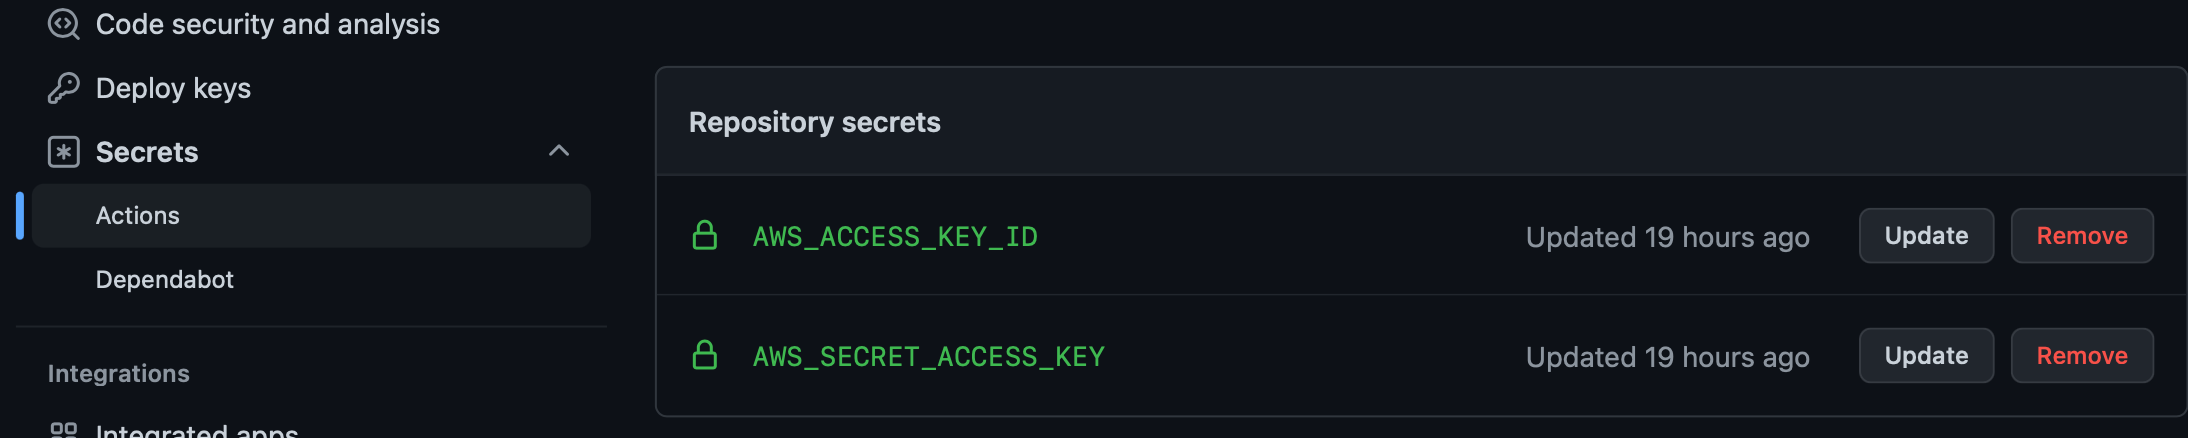 Code security and analysis
Deploy keys
Secrets
Actions
Dependabot
Integrations
Integrated apps
Repository secrets
AWS_ACCESS_KEY_ID
Updated 19 hours ago
Update
Remove
AWS_SECRET_ACCESS_KEY
Updated 19 hours ago
Update
Remove